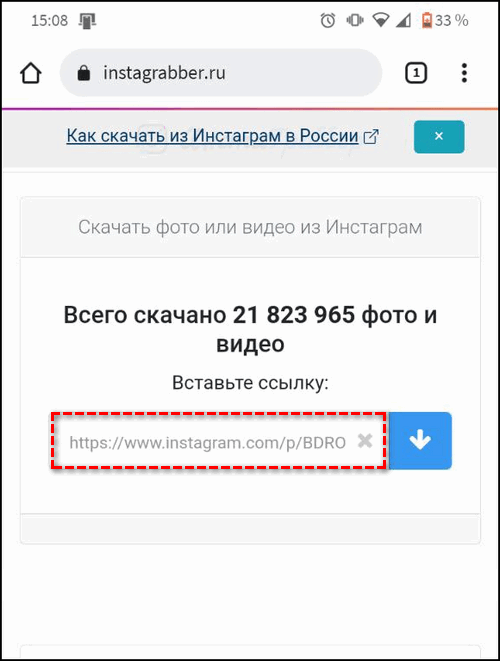 15:08 33 %
instagrabber.ru 1
Как скачать из Инстаграм в России ×
Скачать фото или видео из Инстаграм
Всего скачано 21 823 965 фото и
видео
Вставьте ссылку:
https://www.instagram.com/p/BDRO